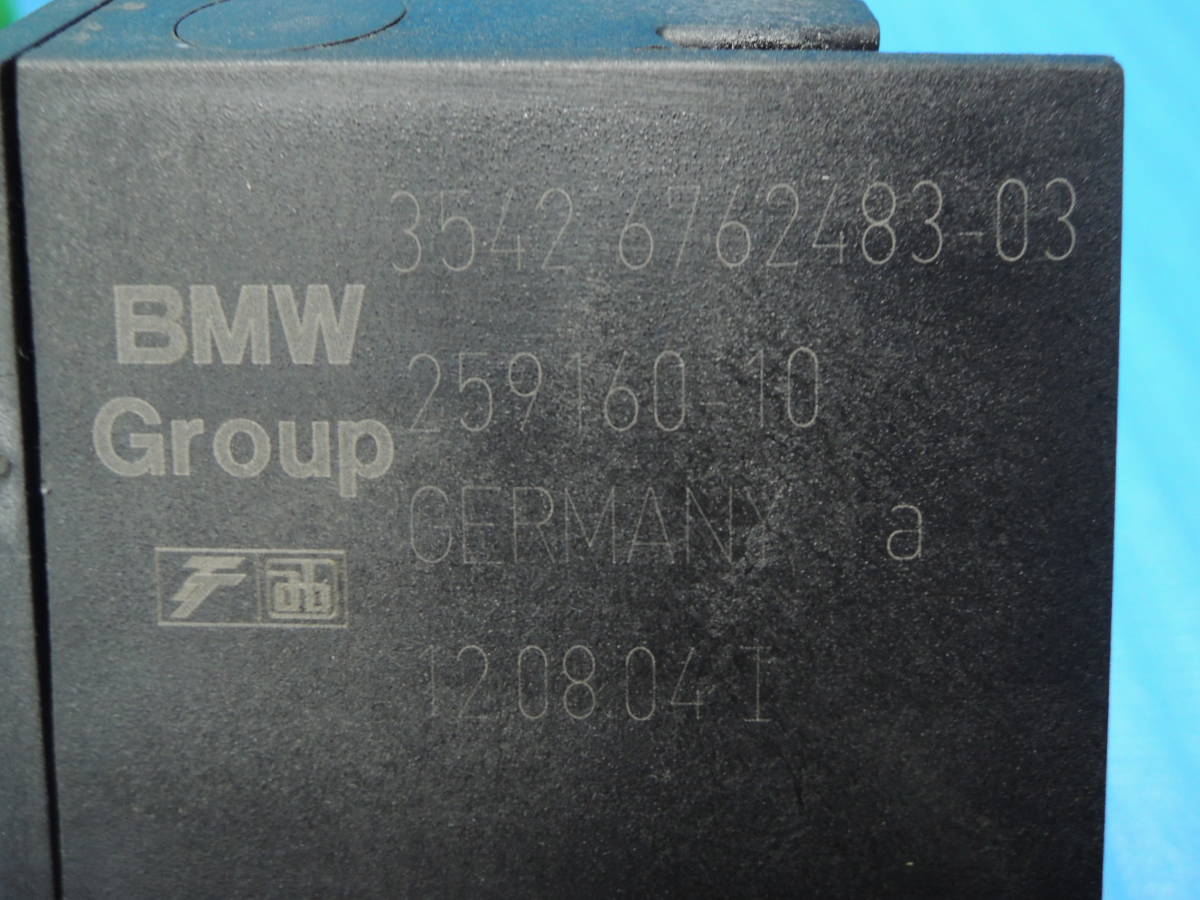 3542 6762483-03
BMW
Group
259160-10
GERMANY a
12.08.04 I